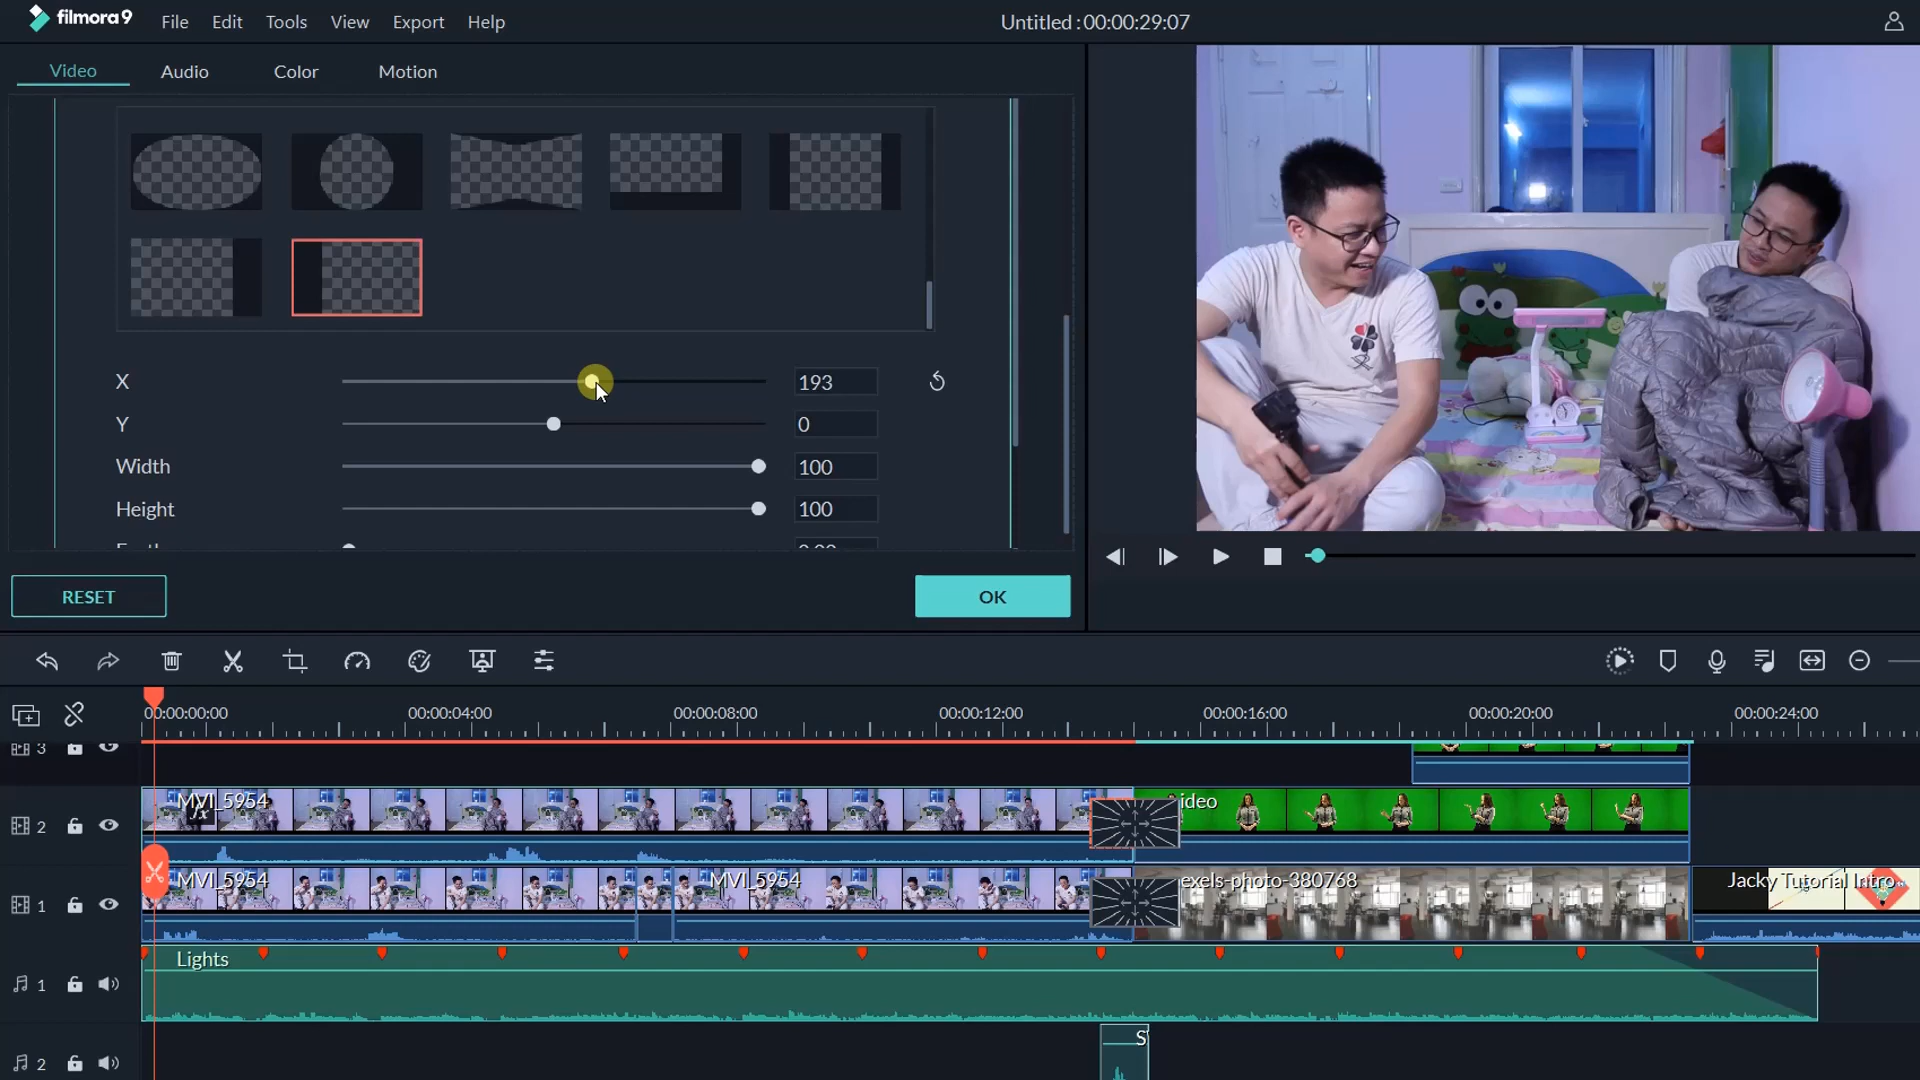 filmora9 File Edit Tools View Export Help Untitled : 00:00:29:07
Video Audio Color Motion
X 193
Y 0
Width 100
Height 100
RESET OK
00:00:00:00 00:00:04:00 00:00:08:00 00:00:12:00 00:00:16:00 00:00:20:00 00:00:24:00
3
MVI_5954 ideo
fx
2
MVI_5954 MVI_5954 exels-photo-380768 Jacky Tutorial Intro
1
Lights
1
S
2